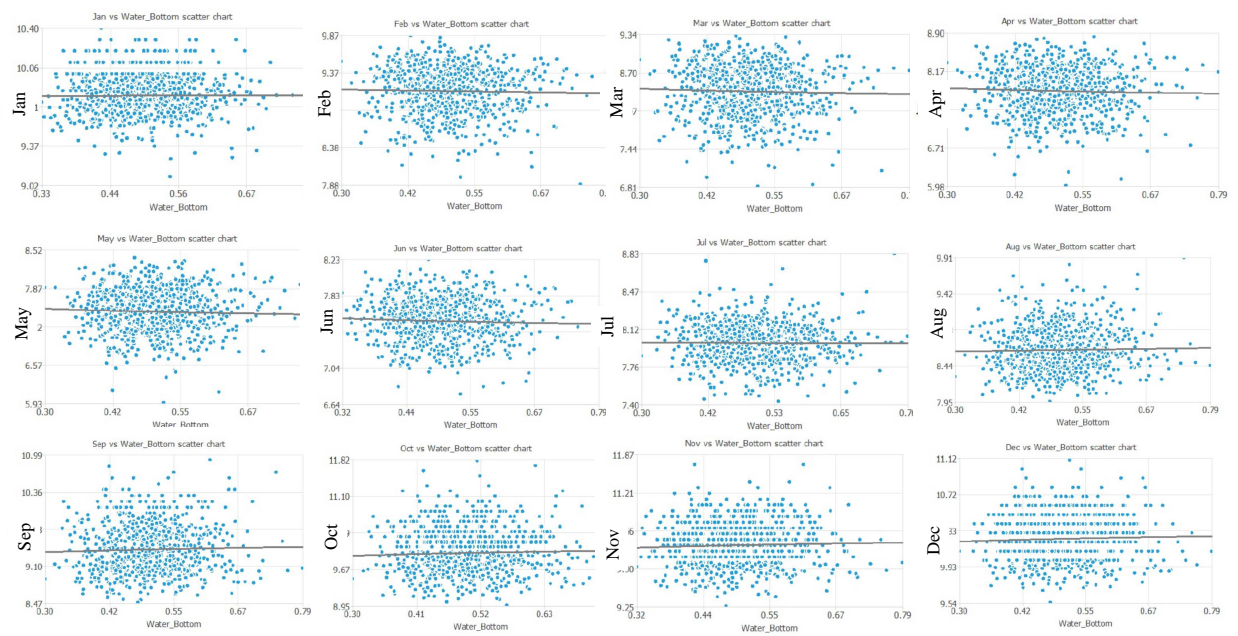 Jan vs Water_Bottom scatter chart
10.40
10.06
1
9.37
9.02
Jan
0.33 0.44 0.56 0.67
Water_Bottom
Feb vs Water_Bottom scatter chart
9.87
9.37
8.38
7.88
Feb
0.30 0.42 0.55 0.67 0.
Water_Bottom
Mar vs Water_Bottom scatter chart
9.34
8.70
7
7.44
6.81
Mar
0.30 0.42 0.55 0.67
Water_Bottom
Apr vs Water_Bottom scatter chart
8.90
8.17
6.71
5.98
Apr
0.30 0.42 0.55 0.67 0.79
Water_Bottom
May vs Water_Bottom scatter chart
8.52
7.87
2
6.57
5.93
May
0.30 0.42 0.55 0.67
Water_Bottom
Jun vs Water_Bottom scatter chart
8.23
7.83
7.04
6.64
Jun
0.32 0.44 0.55 0.67 0.79
Water_Bottom
Jul vs Water_Bottom scatter chart
8.83
8.47
8.12
7.76
7.40
Jul
0.30 0.42 0.53 0.65
Water_Bottom
Aug vs Water_Bottom scatter chart
9.91
9.42
8.44
7.95
Aug
0.30 0.42 0.55 0.67 0.79
Water_Bottom
Sep vs Water_Bottom scatter chart
10.99
10.36
9.10
8.47
Sep
0.30 0.42 0.55 0.67 0.79
Water_Bottom
Oct vs Water_Bottom scatter chart
11.82
11.10
9.67
8.95
Oct
0.30 0.41 0.52 0.63
Water_Bottom
Nov vs Water_Bottom scatter chart
11.87
11.21
6
9.25
Nov
0.32 0.44 0.55 0.67 0.79
Water_Bottom
Dec vs Water_Bottom scatter chart
11.12
10.72
33
9.93
9.54
Dec
0.30 0.42 0.55 0.67 0.79
Water_Bottom